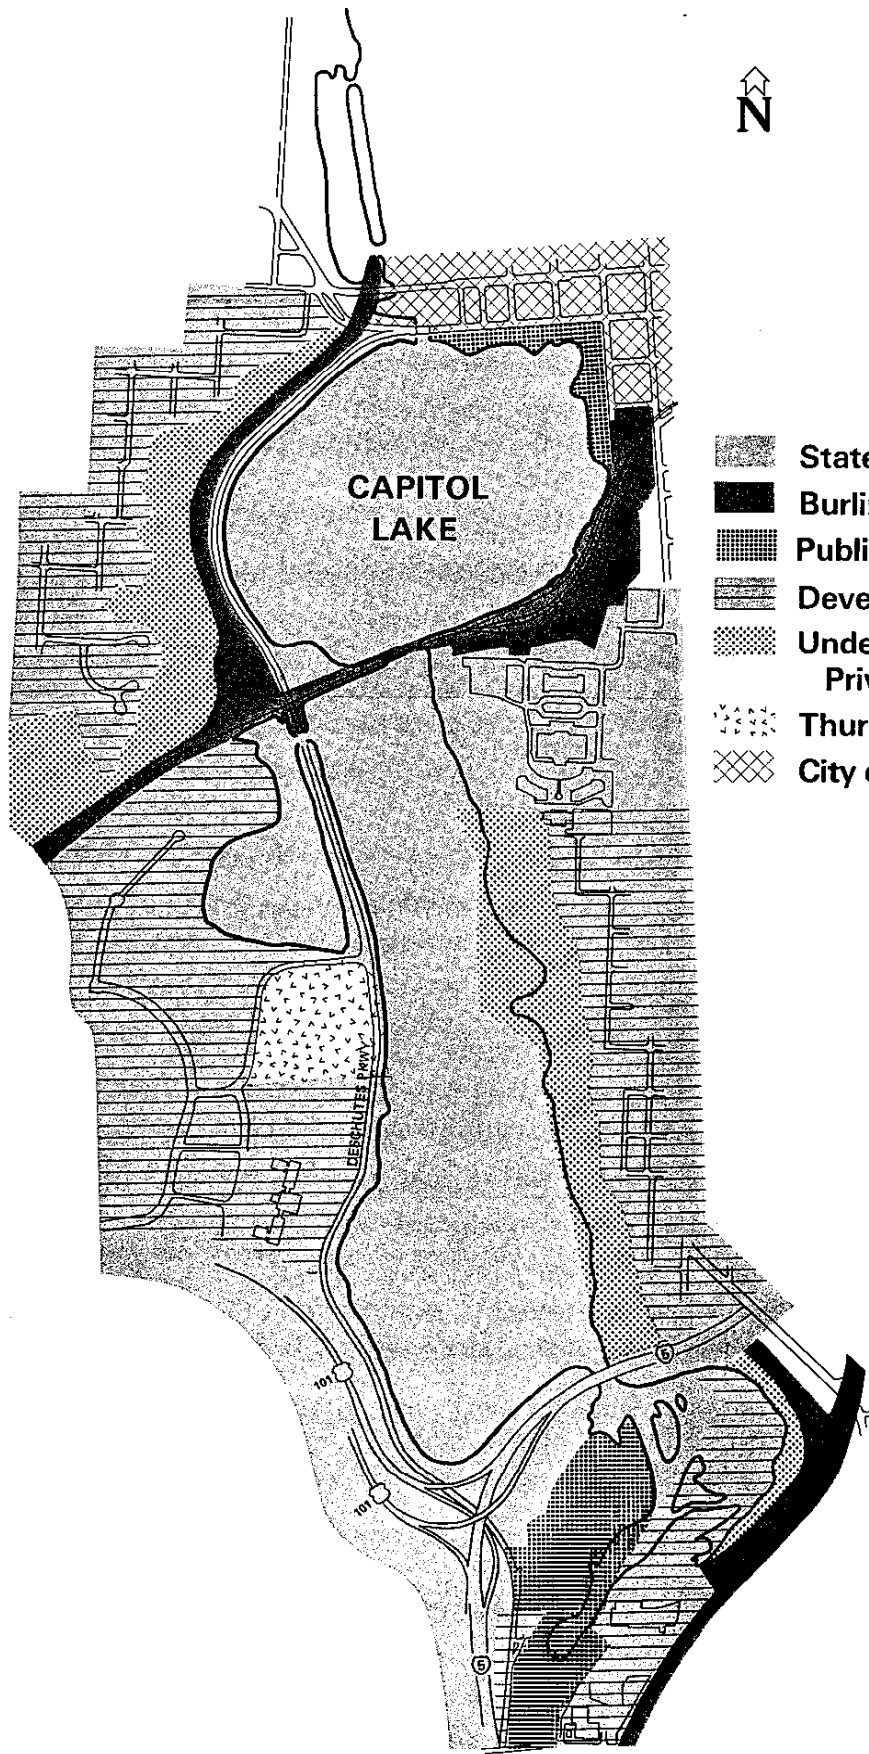 N
CAPITOL
LAKE
State
Burli
Publi
Deve
Unde
Priv
Thur
City
DESCHUTES PKWY
5
101
101
5